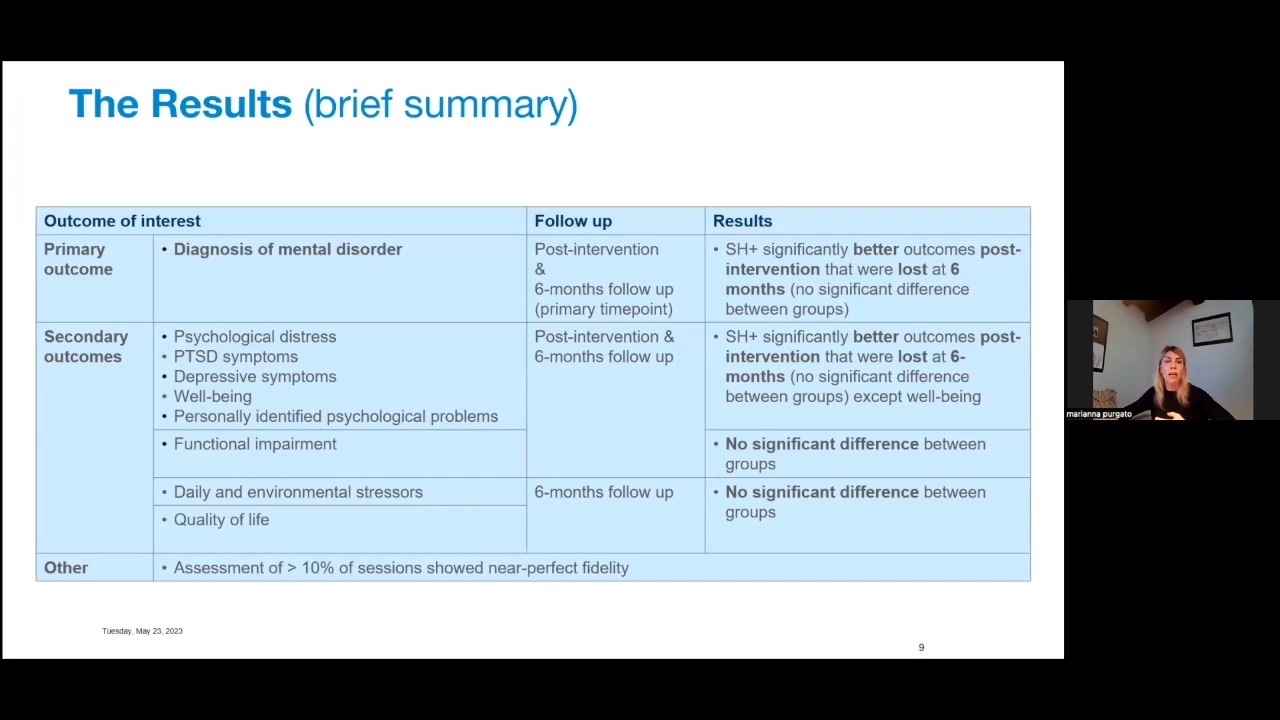 The Results (brief summary)
Outcome of interest
Follow up
Results
Primary
outcome
• Diagnosis of mental disorder
Post-intervention
&
6-months follow up
(primary timepoint)
• SH+ significantly better outcomes post-
intervention that were lost at 6
months (no significant difference
between groups)
Secondary
outcomes
• Psychological distress
• PTSD symptoms
• Depressive symptoms
• Well-being
• Personally identified psychological problems
Post-intervention &
6-months follow up
• SH+ significantly better outcomes post-
intervention that were lost at 6-
months (no significant difference
between groups) except well-being
• Functional impairment
• No significant difference between
groups
• Daily and environmental stressors
6-months follow up
• No significant difference between
groups
• Quality of life
Other
• Assessment of > 10% of sessions showed near-perfect fidelity
Tuesday, May 23, 2023
9
marianna purgato